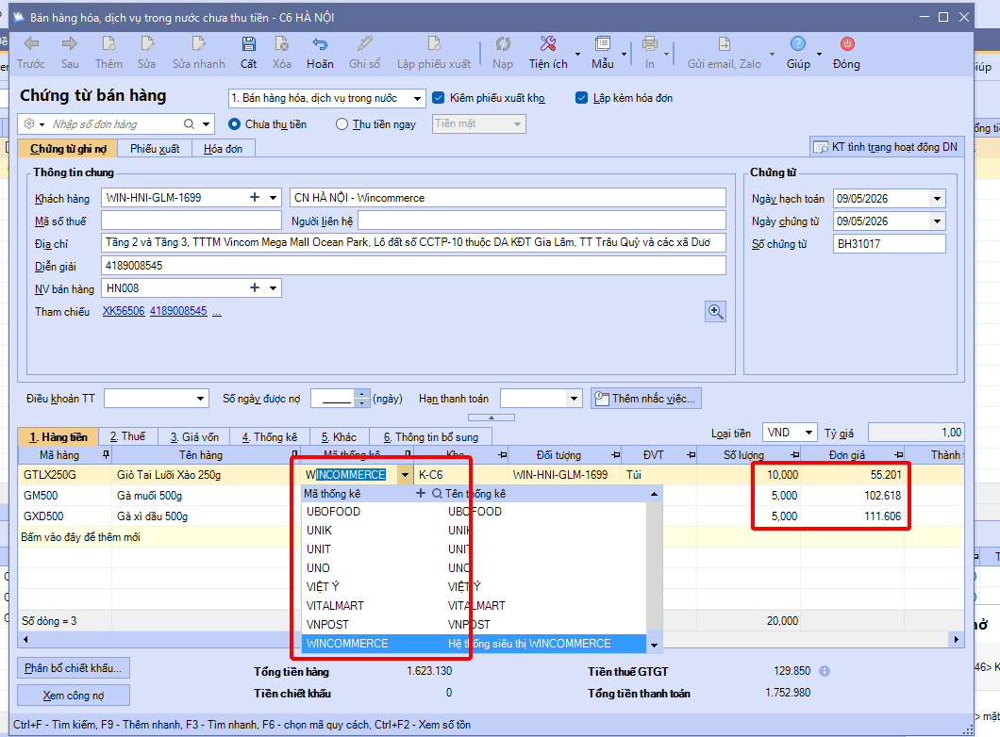 Bán hàng hóa, dịch vụ trong nước chưa thu tiền - C6 HÀ NỘI
Trước Sau Thêm Sửa Sửa nhanh Cất Xóa Hoãn Ghi sổ Lập phiếu xuất Nạp Tiện ích Mẫu In Gửi email, Zalo Giúp Đóng
Chứng từ bán hàng 1. Bán hàng hóa, dịch vụ trong nước Kiêm phiếu xuất kho Lập kèm hóa đơn
Nhập số đơn hàng Chưa thu tiền Thu tiền ngay Tiền mặt
Chứng từ ghi nợ Phiếu xuất Hóa đơn KT tình trạng hoạt động DN
Thông tin chung Chứng từ
Khách hàng WIN-HNI-GLM-1699 CN HÀ NỘI - Wincommerce Ngày hạch toán 09/05/2026
Mã số thuế Người liên hệ Ngày chứng từ 09/05/2026
Địa chỉ Tầng 2 và Tầng 3, TTTM Vincom Mega Mall Ocean Park, Lô đất số CCTP-10 thuộc DA KĐT Gia Lâm, TT Trâu Quỳ và các xã Dươ Số chứng từ BH31017
Diễn giải 4189008545
NV bán hàng HN008
Tham chiếu XK56506 4189008545 ...
Điều khoản TT Số ngày được nợ (ngày) Hạn thanh toán Thêm nhắc việc...
1. Hàng tiền 2. Thuế 3. Giá vốn 4. Thống kê 5. Khác 6. Thông tin bổ sung Loại tiền VND Tỷ giá 1,00
Mã hàng Tên hàng Mã thống kê Kho Đối tượng ĐVT Số lượng Đơn giá Thành
GTLX250G Giò Tai Lưỡi Xào 250g WINCOMMERCE K-C6 WIN-HNI-GLM-1699 Túi 10,000 55.201
GM500 Gà muối 500g 5,000 102.618
GXD500 Gà xì dầu 500g 5,000 111.606
Bấm vào đây để thêm mới
Mã thống kê Tên thống kê
UBOFOOD UBOFOOD
UNIK UNIK
UNIT UNIT
UNO UNO
VIỆT Ý VIỆT Ý
VITALMART VITALMART
VNPOST VNPOST
WINCOMMERCE Hệ thống siêu thị WINCOMMERCE
Số dòng = 3 20,000
Phân bổ chiết khấu... Tổng tiền hàng 1.623.130 Tiền thuế GTGT 129.850
Xem công nợ Tiền chiết khấu 0 Tổng tiền thanh toán 1.752.980
Ctrl+F - Tìm kiếm, F9 - Thêm nhanh, F3 - Tìm nhanh, F6 - chọn mã quy cách, Ctrl+F2 - Xem số tồn